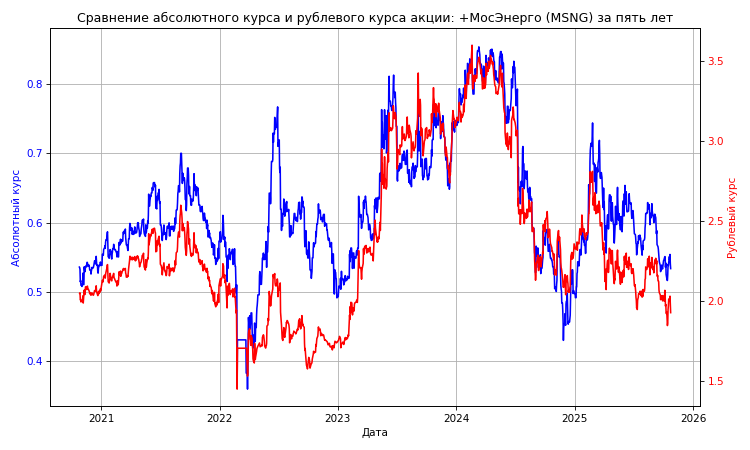 Сравнение абсолютного курса и рублевого курса акции: +МосЭнерго (MSNG) за пять лет
Абсолютный курс
0.8
0.7
0.6
0.5
0.4
3.5
3.0
2.5
2.0
1.5
Рублевый курс
2021 2022 2023 2024 2025 2026
Дата